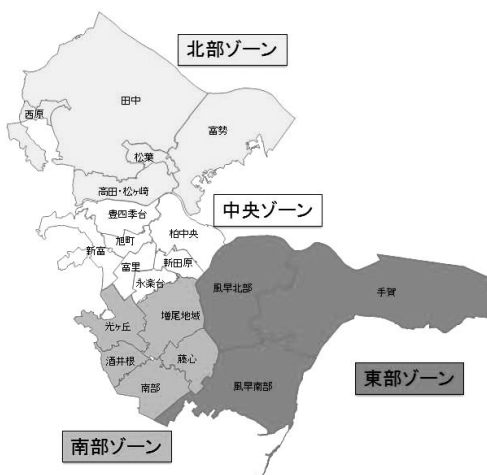 北部ゾーン
田中
西原
富勢
松葉
高田・松ヶ崎
中央ゾーン
豊四季台
柏中央
旭町
新富
富里
新田原
永楽台
風早北部
手賀
光ヶ丘
増尾地域
酒井根
藤心
東部ゾーン
南部
風早南部
南部ゾーン